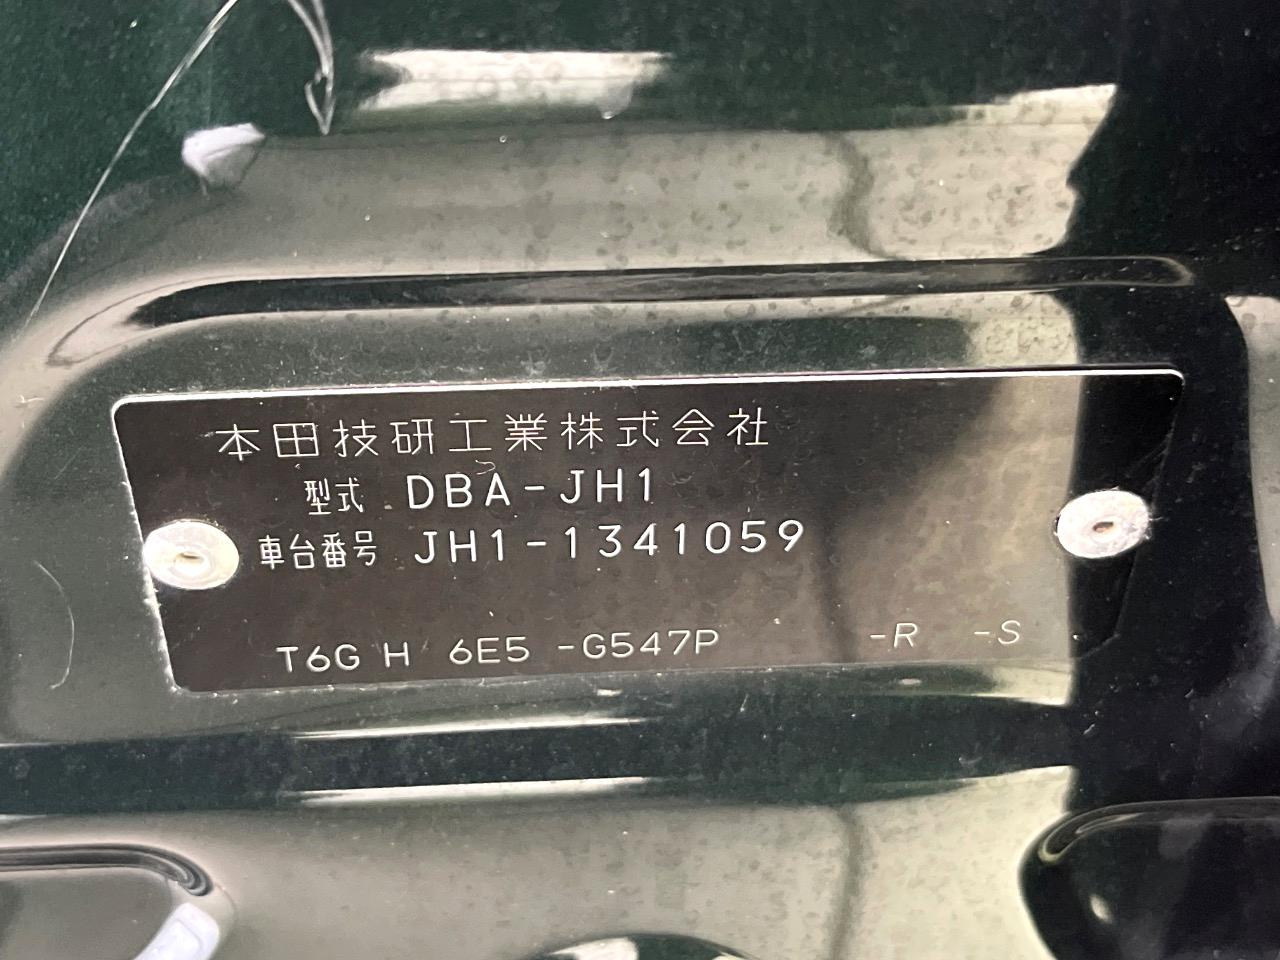 本田技研工業株式会社
型式 DBA-JH1
車台番号 JH1-1341059
T6G H 6E5 -G547P -R -S